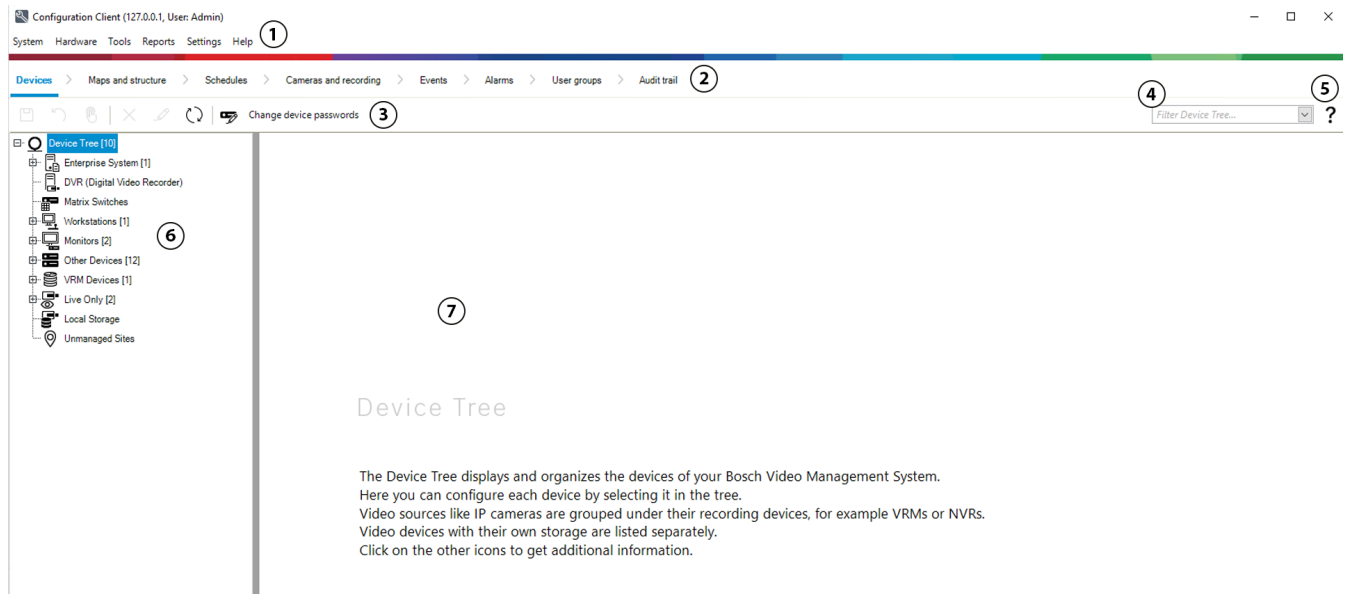 Configuration Client (127.0.0.1, User: Admin)
System Hardware Tools Reports Settings Help 1
Devices > Maps and structure > Schedules > Cameras and recording > Events > Alarms > User groups > Audit trail 2
Change device passwords 3
4
Filter Device Tree...
5
?
Device Tree [10]
Enterprise System [1]
DVR (Digital Video Recorder)
Matrix Switches
Workstations [1]
Monitors [2]
Other Devices [12]
VRM Devices [1]
Live Only [2]
Local Storage
Unmanaged Sites
6
7
Device Tree
The Device Tree displays and organizes the devices of your Bosch Video Management System.
Here you can configure each device by selecting it in the tree.
Video sources like IP cameras are grouped under their recording devices, for example VRMs or NVRs.
Video devices with their own storage are listed separately.
Click on the other icons to get additional information.